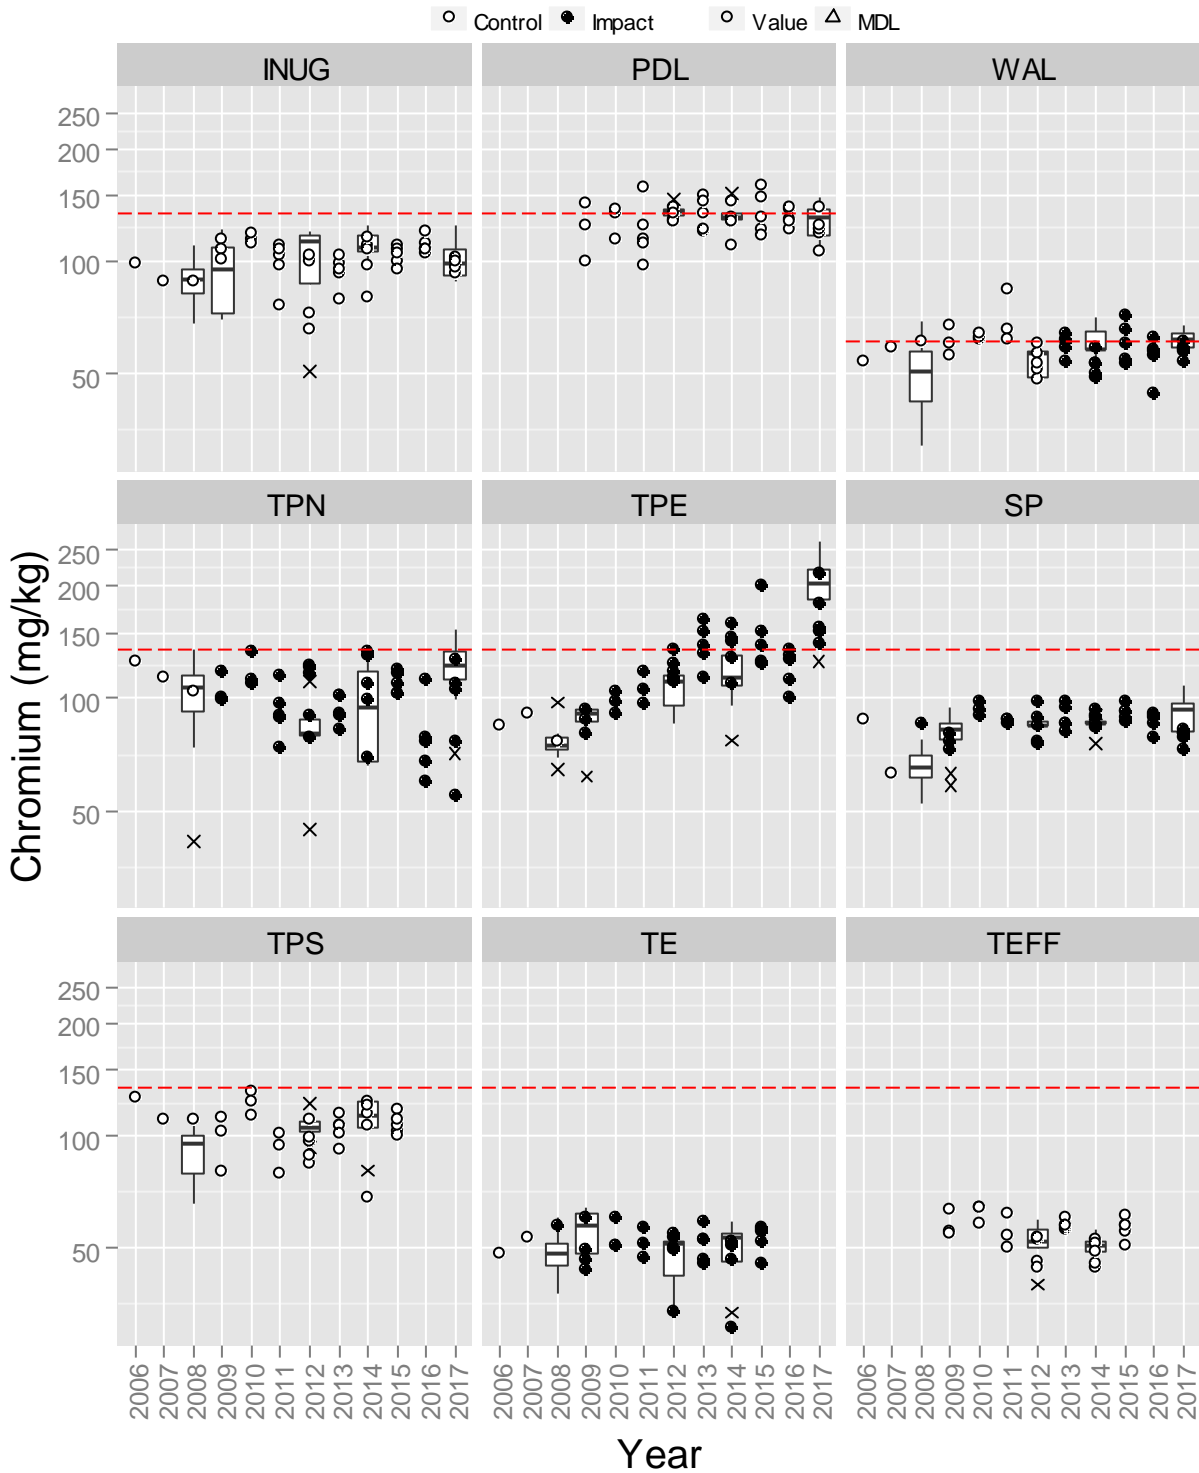 Control Impact Value MDL
INUG PDL WAL
250
200
150
100
50
TPN TPE SP
250
200
150
100
50
TPS TE TEFF
250
200
150
100
50
Chromium (mg/kg)
2006 2007 2008 2009 2010 2011 2012 2013 2014 2015 2016 2017 2006 2007 2008 2009 2010 2011 2012 2013 2014 2015 2016 2017 2006 2007 2008 2009 2010 2011 2012 2013 2014 2015 2016 2017
Year